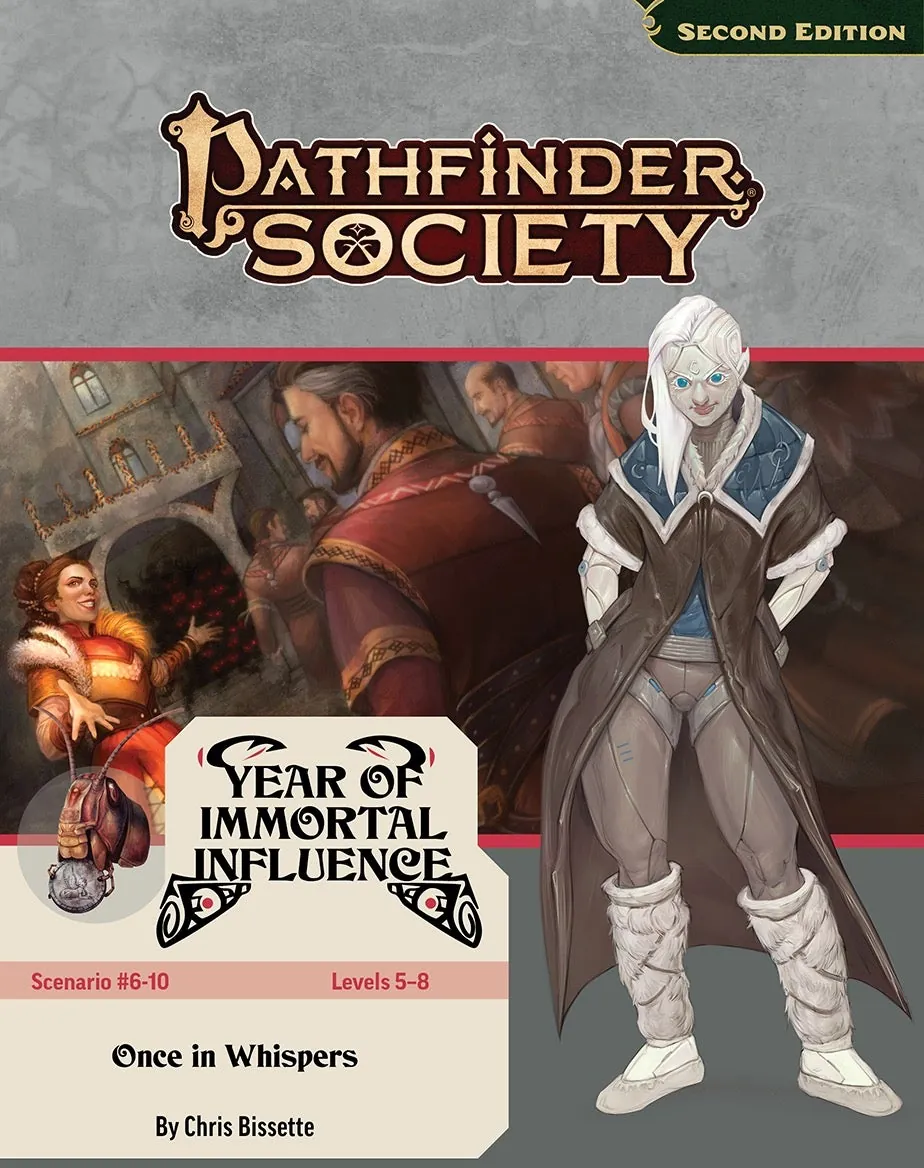 SECOND EDITION
PATHFINDER®
SOCIETY
YEAR OF
IMMORTAL
INFLUENCE
Scenario #6-10 Levels 5–8
Once in Whispers
By Chris Bissette